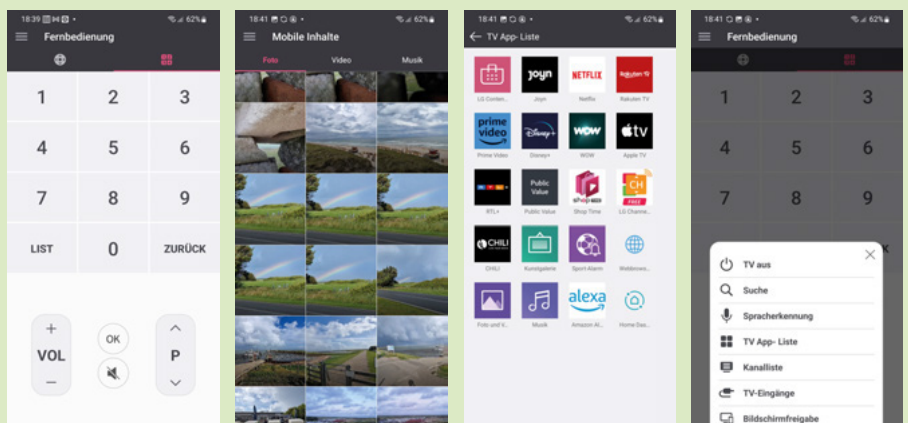 18:39 62%
Fernbedienung
1 2 3
4 5 6
7 8 9
LIST 0 ZURÜCK
+
VOL
−
OK
P
18:41 62%
Mobile Inhalte
Foto Video Musik
18:41 62%
TV App- Liste
LG Conten... Joyn Netflix Rakuten TV
joyn NETFLIX Rakuten TV
prime video Disney+ WOW tv
Prime Video Disney+ WOW Apple TV
Public Value shop time CH FREE
RTL+ Public Value Shop Time LG Channe...
CHILI
CHILI Kunstgalerie Sport-Alarm Webbrows...
alexa
Foto und V... Musik Amazon Al... Home Das...
18:41 62%
Fernbedienung
1 2 3
4 5 6
7 8 9
K
TV aus
Suche
Spracherkennung
TV App- Liste
Kanalliste
TV-Eingänge
Bildschirmfreigabe